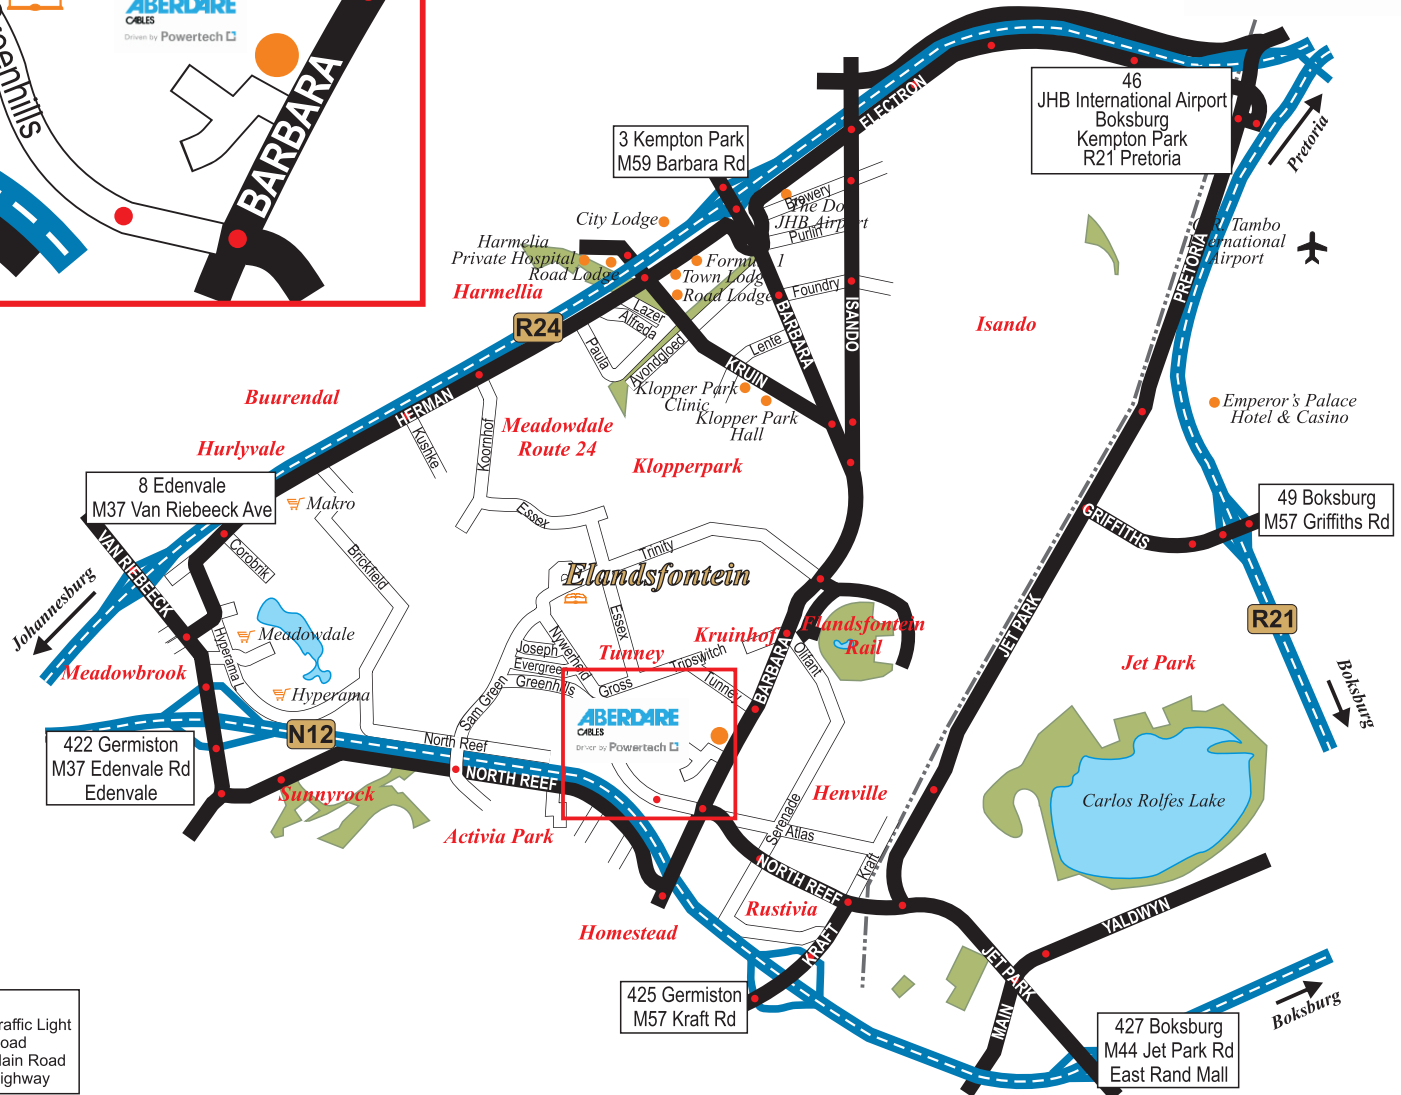 ABERDARE
CABLES
Driven by Powertech
BARBARA
46
JHB International Airport
Boksburg
Kempton Park
R21 Pretoria
Pretoria
3 Kempton Park
M59 Barbara Rd
ELECTRON
Brewery
JHB Airport
Purlin
City Lodge
Harmelia
Private Hospital
Road Lodge
Harmellia
Town Lodge
Road Lodge
Foundry
Tambo
Airport
PRETORIA
Isando
ISANDO
BARBARA
R24
Lazer
Alfreda
Paula
Avondgloed
Lente
KRUIN
Klopper Park
Clinic
Klopper Park
Hall
Emperor's Palace
Hotel & Casino
Buurendal
HERMAN
Kushke
Koornhof
Meadowdale
Route 24
Hurlyvale
Klopperpark
8 Edenvale
M37 Van Riebeeck Ave
Makro
49 Boksburg
M57 Griffiths Rd
GRIFFITHS
Essex
VAN RIEBEECK
Corobrik
Brickfield
Trinity
Elandsfontein
Johannesburg
Essex
Nywerheid
JET PARK
R21
Meadowdale
Hyperama
Kruinhof
Elandsfontein
Rail
Joseph
Evergreen
Greenhills
Tunney
Tripswitch
Olifant
Meadowbrook
Jet Park
Boksburg
Hyperama
Sam Green
Gross
Tunney
BARBARA
ABERDARE
CABLES
Driven by Powertech
N12
North Reef
NORTH REEF
422 Germiston
M37 Edenvale Rd
Edenvale
Sunnyrock
Henville
Carlos Rolfes Lake
Activia Park
Serenade
Atlas
Kraft
NORTH REEF
Rustivia
Homestead
KRAFT
YALDWYN
JET PARK
425 Germiston
M57 Kraft Rd
MAIN
Boksburg
427 Boksburg
M44 Jet Park Rd
East Rand Mall